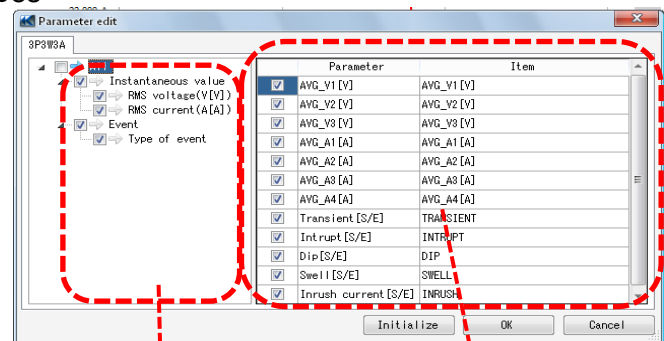 Parameter edit
3P3W3A
Instantaneous value
RMS voltage(V[V])
RMS current(A[A])
Event
Type of event
Parameter Item
AVG_V1[V] AVG_V1[V]
AVG_V2[V] AVG_V2[V]
AVG_V3[V] AVG_V3[V]
AVG_A1[A] AVG_A1[A]
AVG_A2[A] AVG_A2[A]
AVG_A3[A] AVG_A3[A]
AVG_A4[A] AVG_A4[A]
Transient[S/E] TRANSIENT
Intrupt[S/E] INTRUPT
Dip[S/E] DIP
Swell[S/E] SWELL
Inrush current[S/E] INRUSH
Initialize OK Cancel